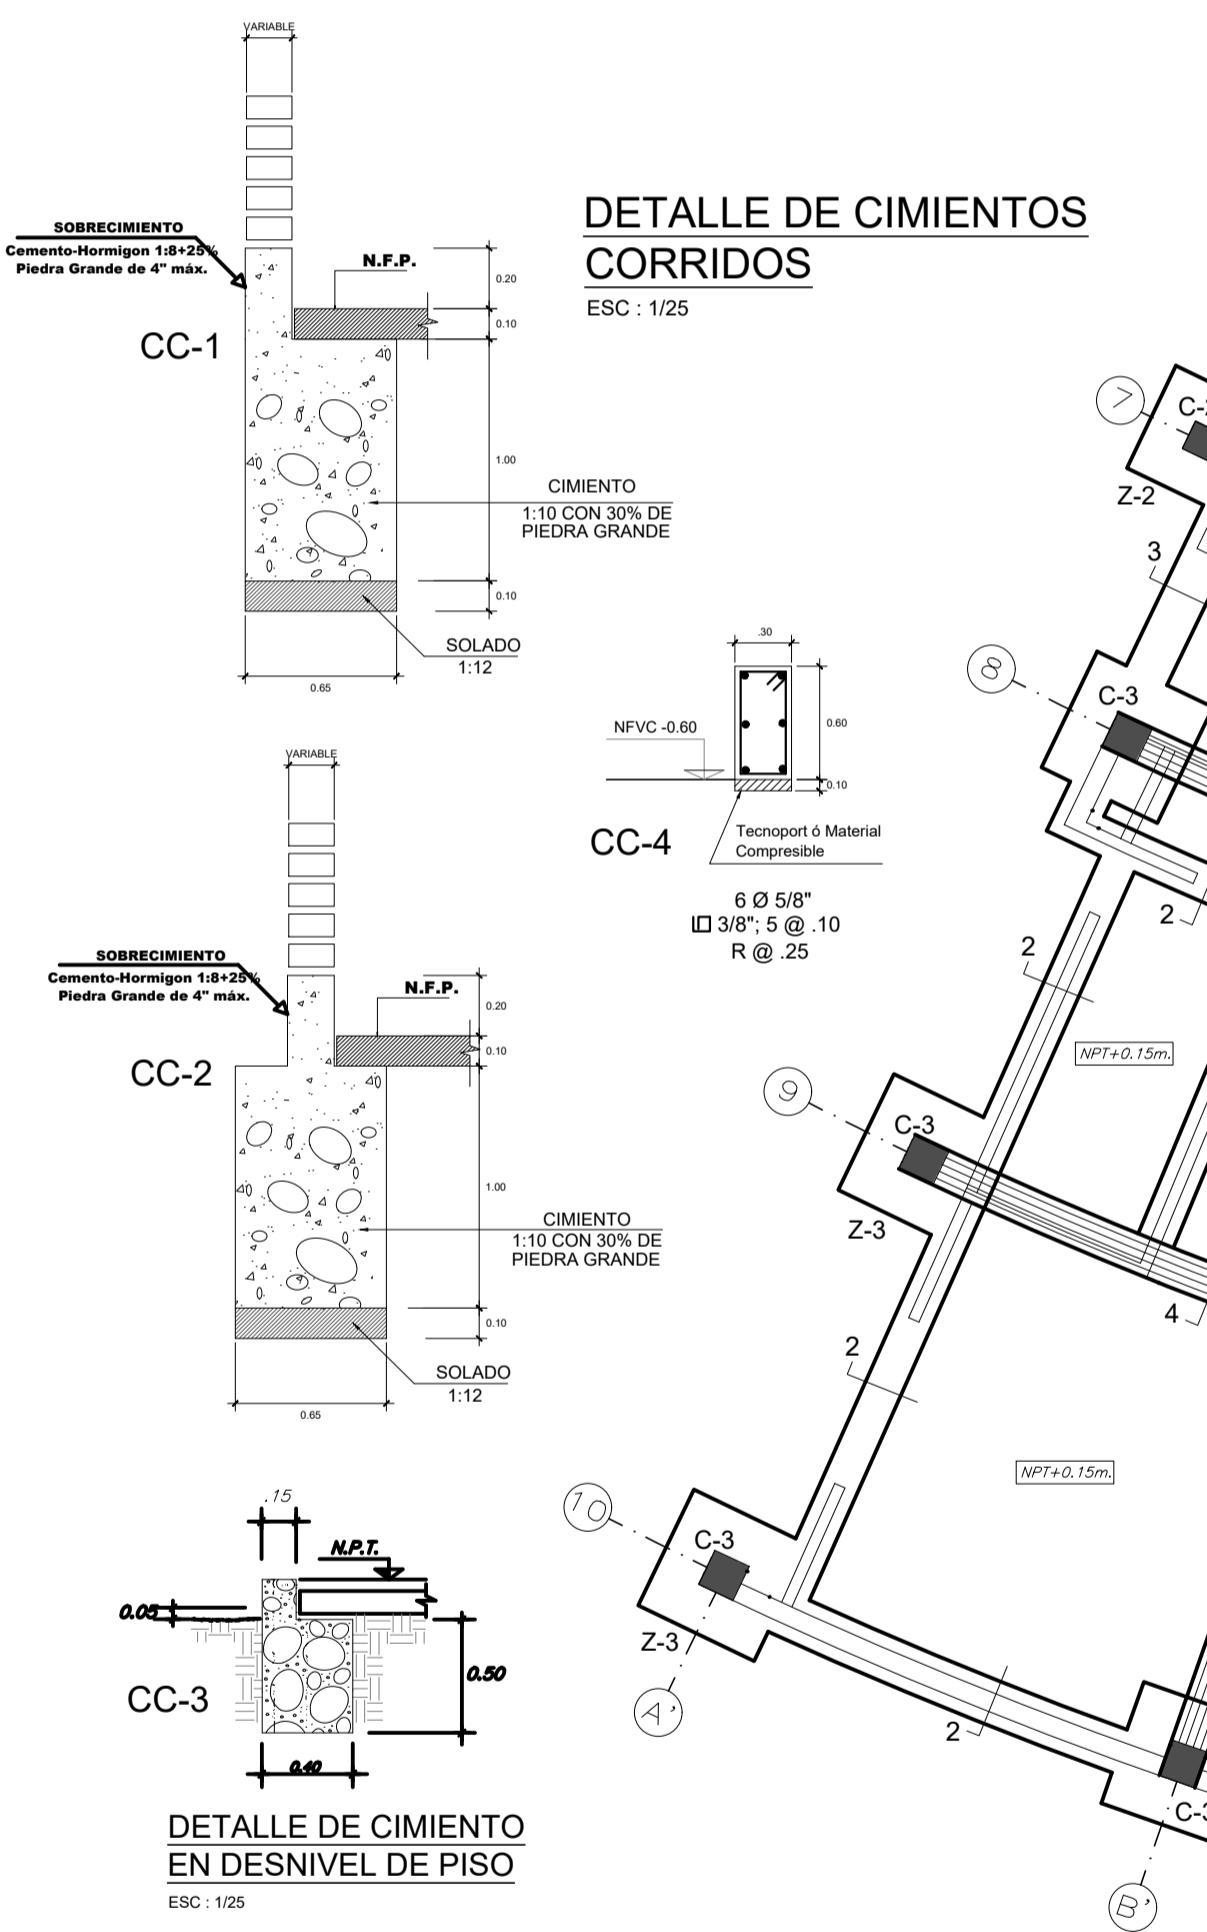 VARIABLE
SOBRECIMIENTO
Cemento-Hormigon 1:8+25%
Piedra Grande de 4" máx.
N.F.P.
0.20
0.10
CC-1
1.00
CIMIENTO
1:10 CON 30% DE
PIEDRA GRANDE
0.10
SOLADO
1:12
0.65
DETALLE DE CIMIENTOS
CORRIDOS
ESC : 1/25
VARIABLE
SOBRECIMIENTO
Cemento-Hormigon 1:8+25%
Piedra Grande de 4" máx.
N.F.P.
0.20
0.10
CC-2
1.00
CIMIENTO
1:10 CON 30% DE
PIEDRA GRANDE
0.10
SOLADO
1:12
0.65
.30
NFVC -0.60
0.60
0.10
CC-4
Tecnoport ó Material
Compresible
6 Ø 5/8"
3/8"; 5 @ .10
R @ .25
.15
N.P.T.
0.05
0.50
CC-3
0.40
DETALLE DE CIMIENTO
EN DESNIVEL DE PISO
ESC : 1/25
7
Z-2
3
8
C-3
2
2
NPT+0.15m.
9
C-3
Z-3
4
2
NPT+0.15m.
10
C-3
Z-3
A'
2
B'